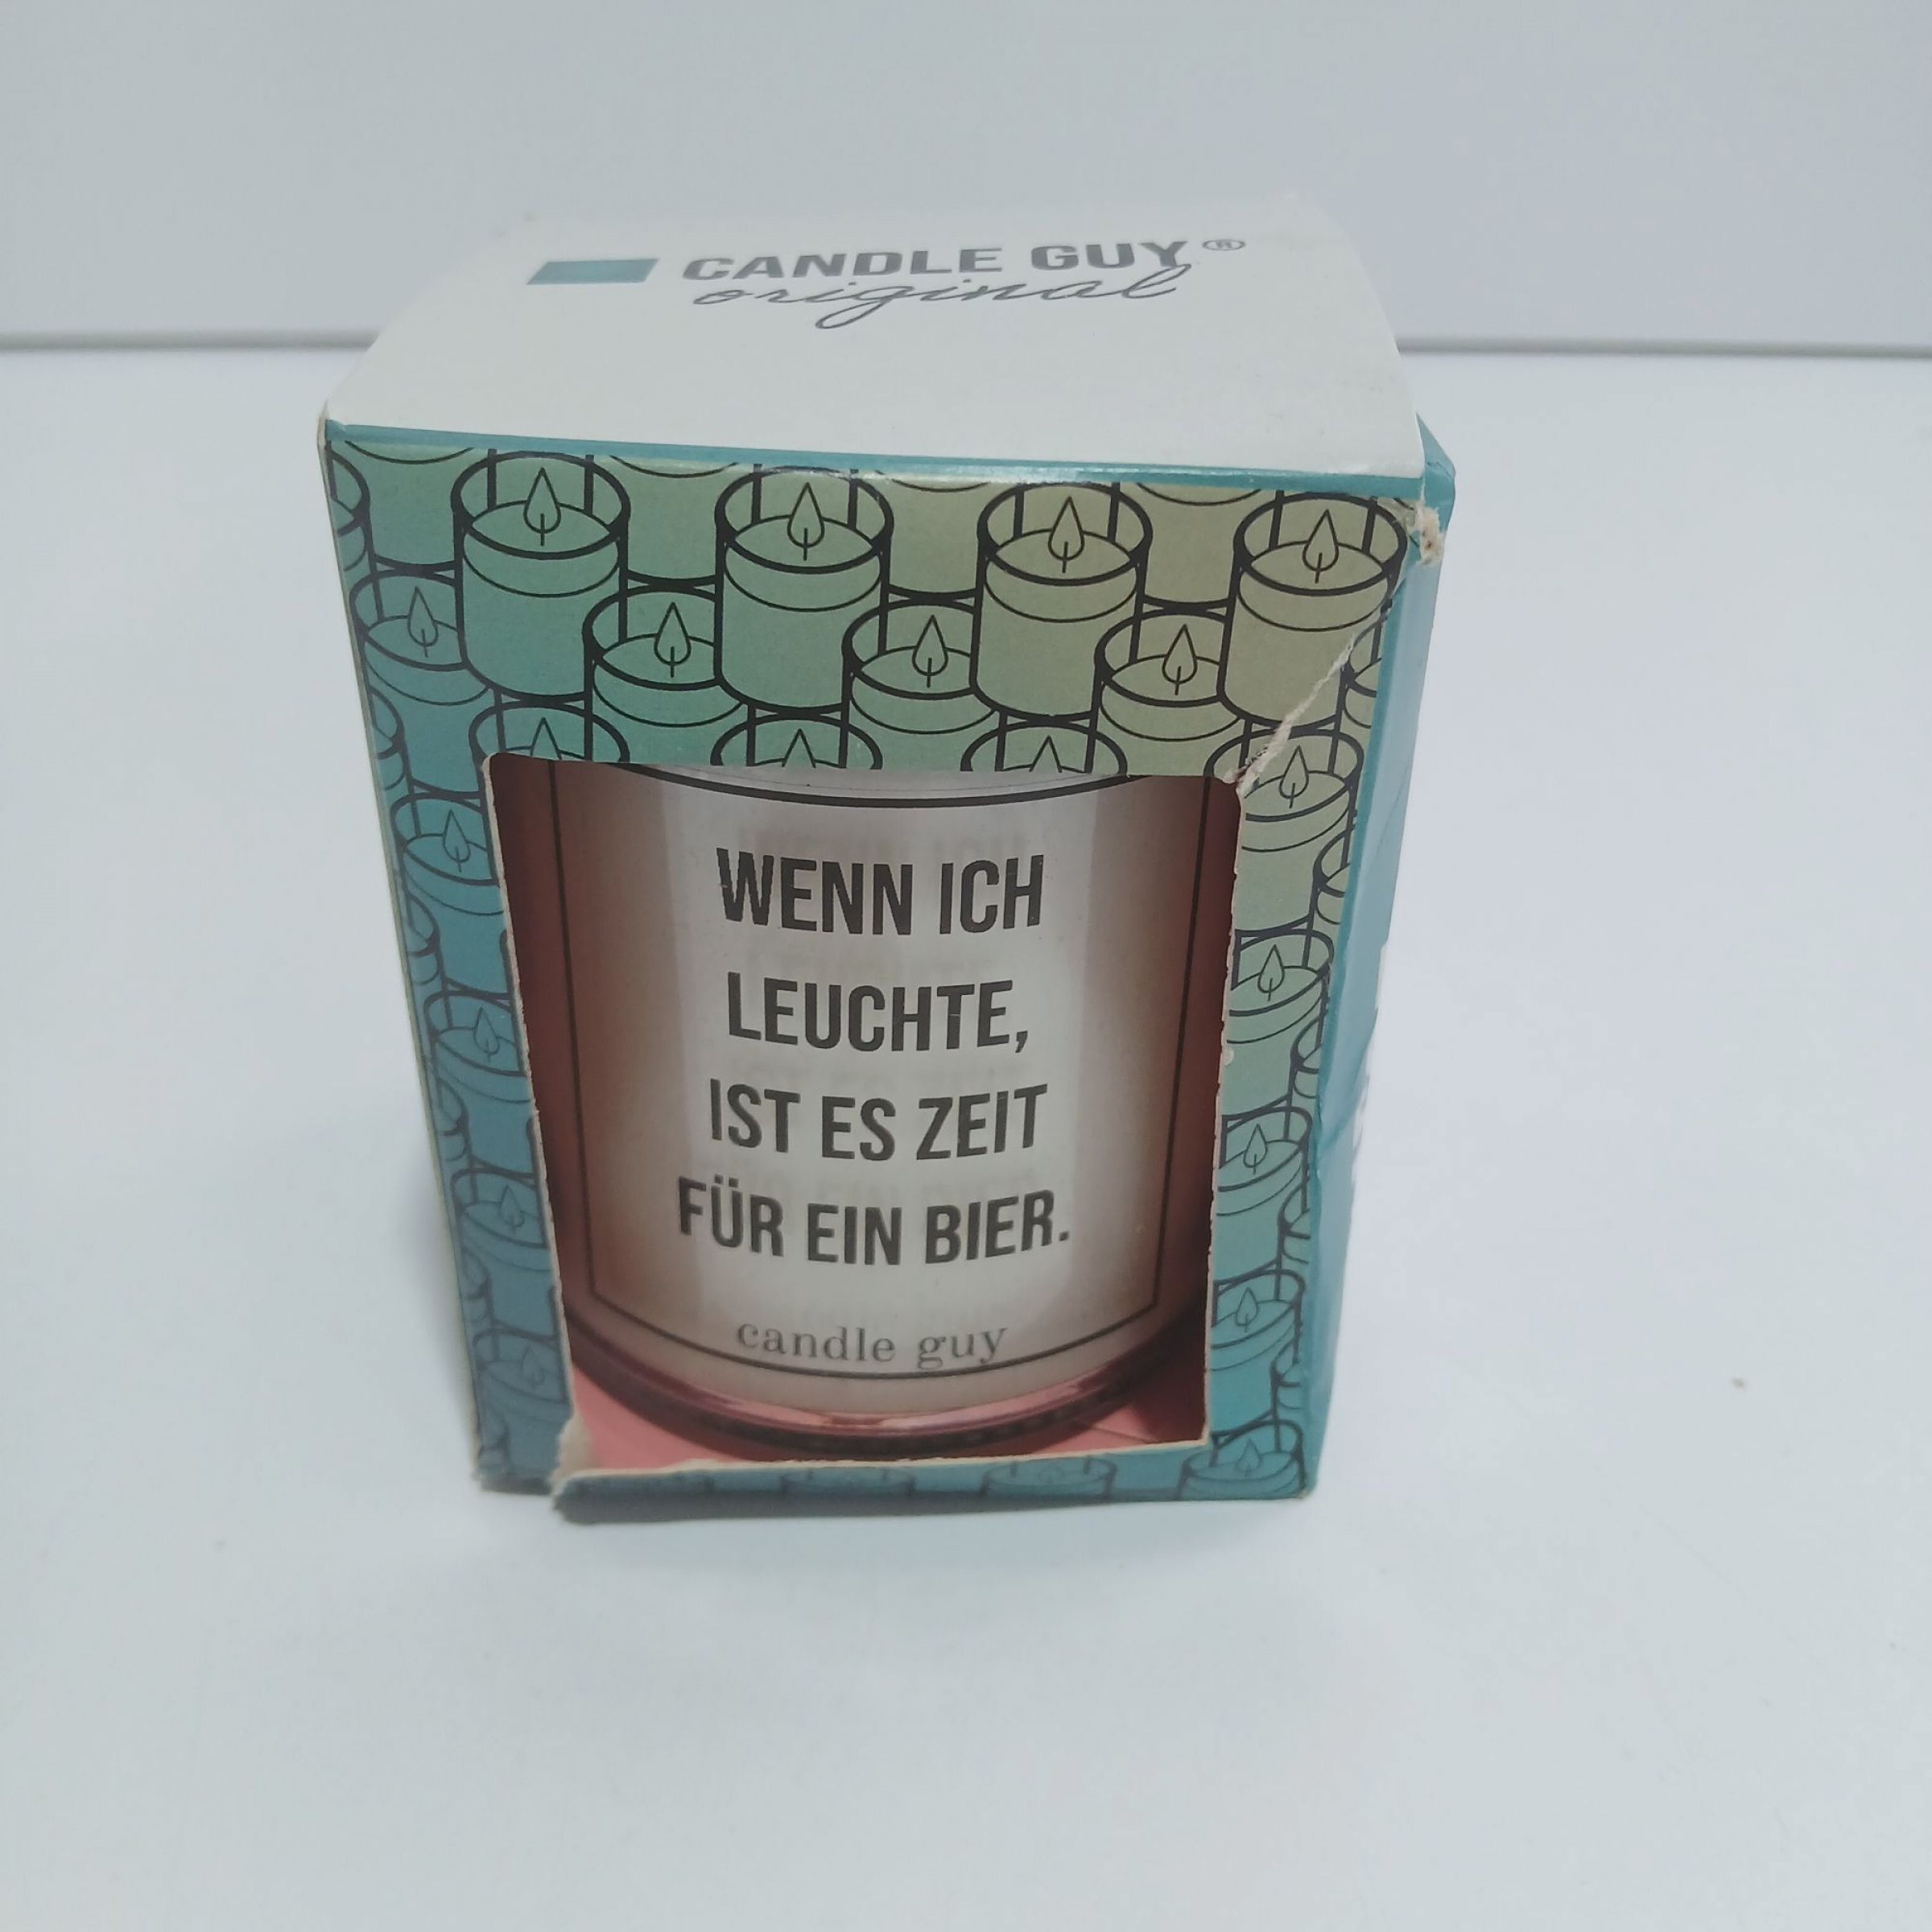 CANDLE GUY®
original
WENN ICH
LEUCHTE,
IST ES ZEIT
FÜR EIN BIER.
candle guy